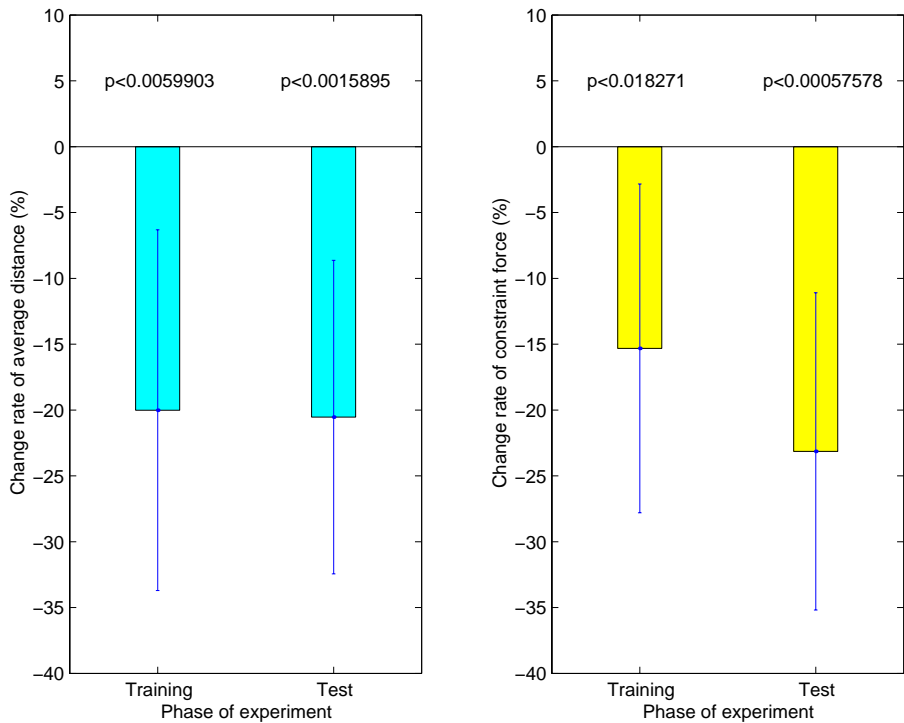 10
5
0
−5
−10
−15
−20
−25
−30
−35
−40
Change rate of average distance (%)
p<0.0059903
p<0.0015895
Training
Test
Phase of experiment
10
5
0
−5
−10
−15
−20
−25
−30
−35
−40
Change rate of constraint force (%)
p<0.018271
p<0.00057578
Training
Test
Phase of experiment